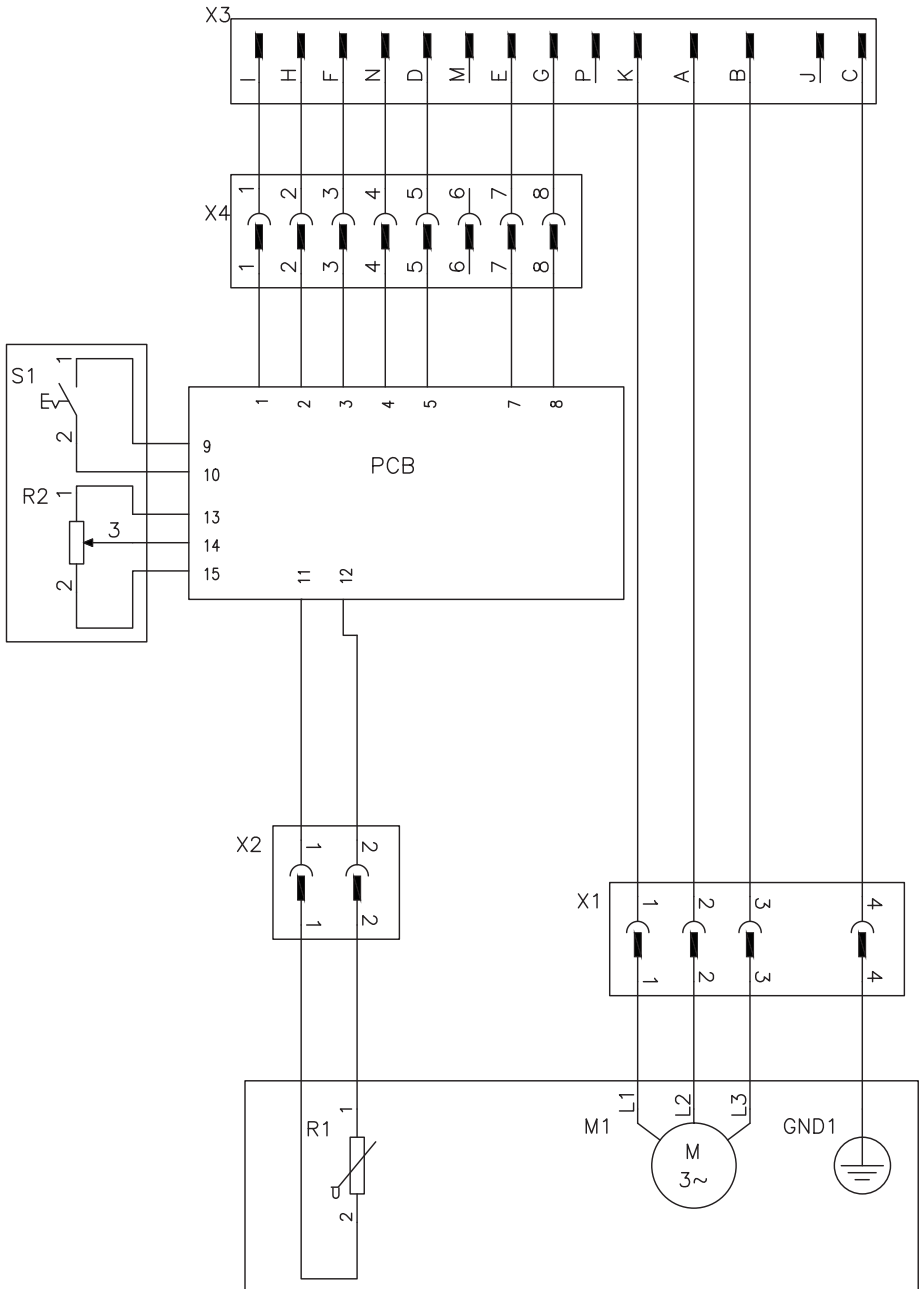 X3
I H F N D M E G P K A B J C
1 2 3 4 5 6 7 8
X4
1 2 3 4 5 6 7 8
S1
1
2
1 2 3 4 5 7 8
9
10
PCB
R2
1
3
2
13
14
15
11 12
X2
1 2
1 2
X1
1 2 3 4
1 2 3 4
L1 L2 L3
R1
1
2
M1
M
3~
GND1